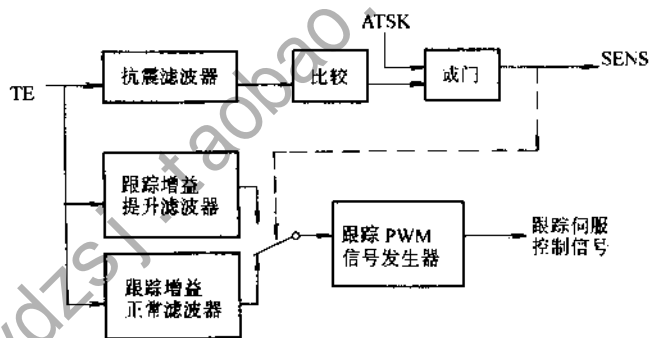 ATSK
TE
抗震滤波器
比较
或门
SENS
跟踪增益
提升滤波器
跟踪增益
正常滤波器
跟踪 PWM
信号发生器
跟踪伺服
控制信号
ydzsj.taobao.